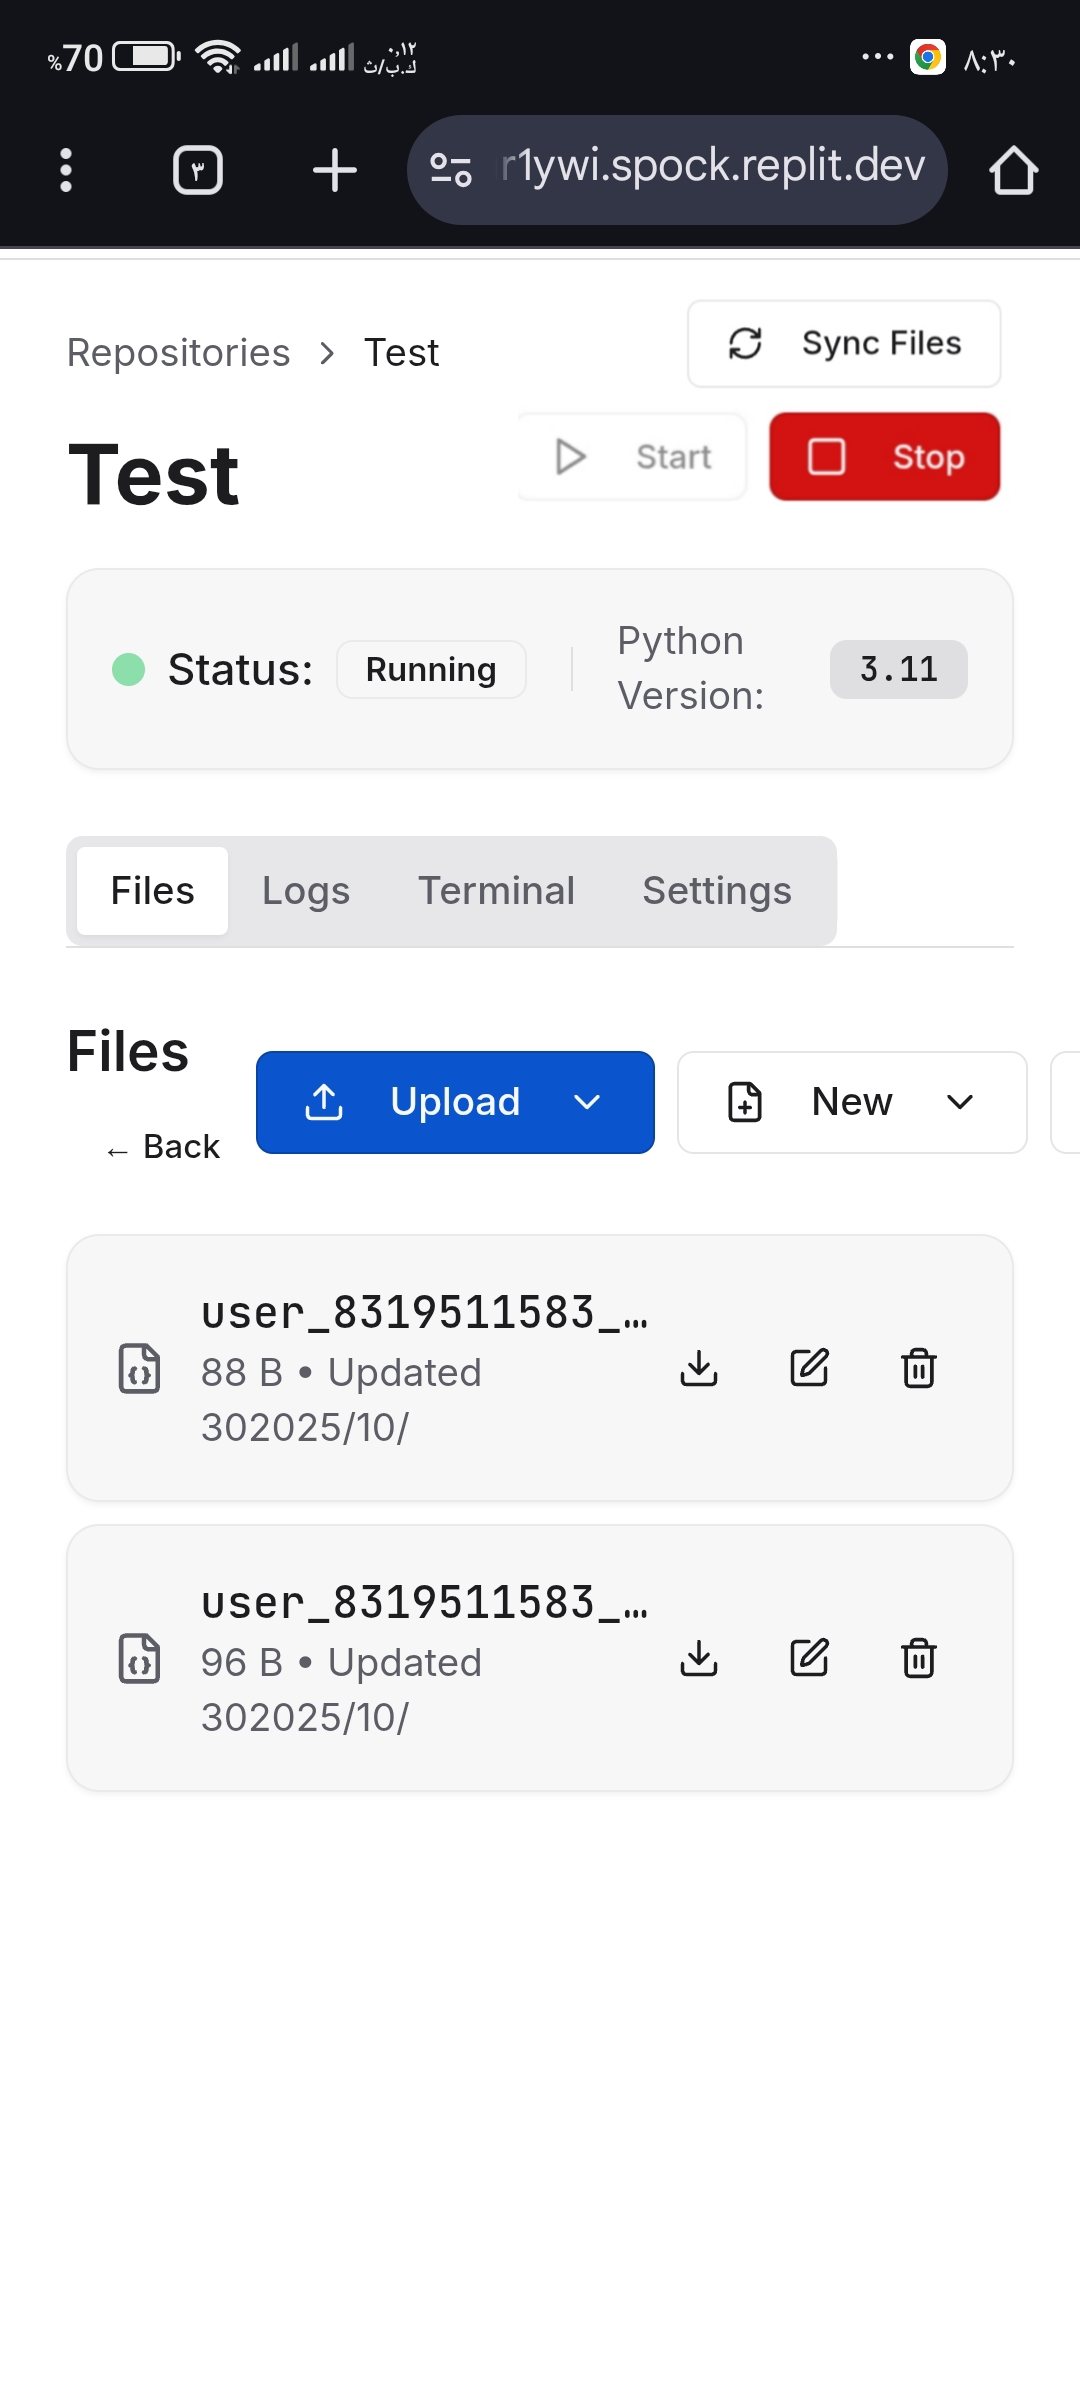 %70
٠,١٢
ك.ب/ث
٨:٣٠
٣
r1ywi.spock.replit.dev
Repositories > Test
Sync Files
Test
Start
Stop
Status: Running
Python
Version:
3.11
Files Logs Terminal Settings
Files
← Back
Upload
New
user_8319511583_…
88 B • Updated
302025/10/
user_8319511583_…
96 B • Updated
302025/10/